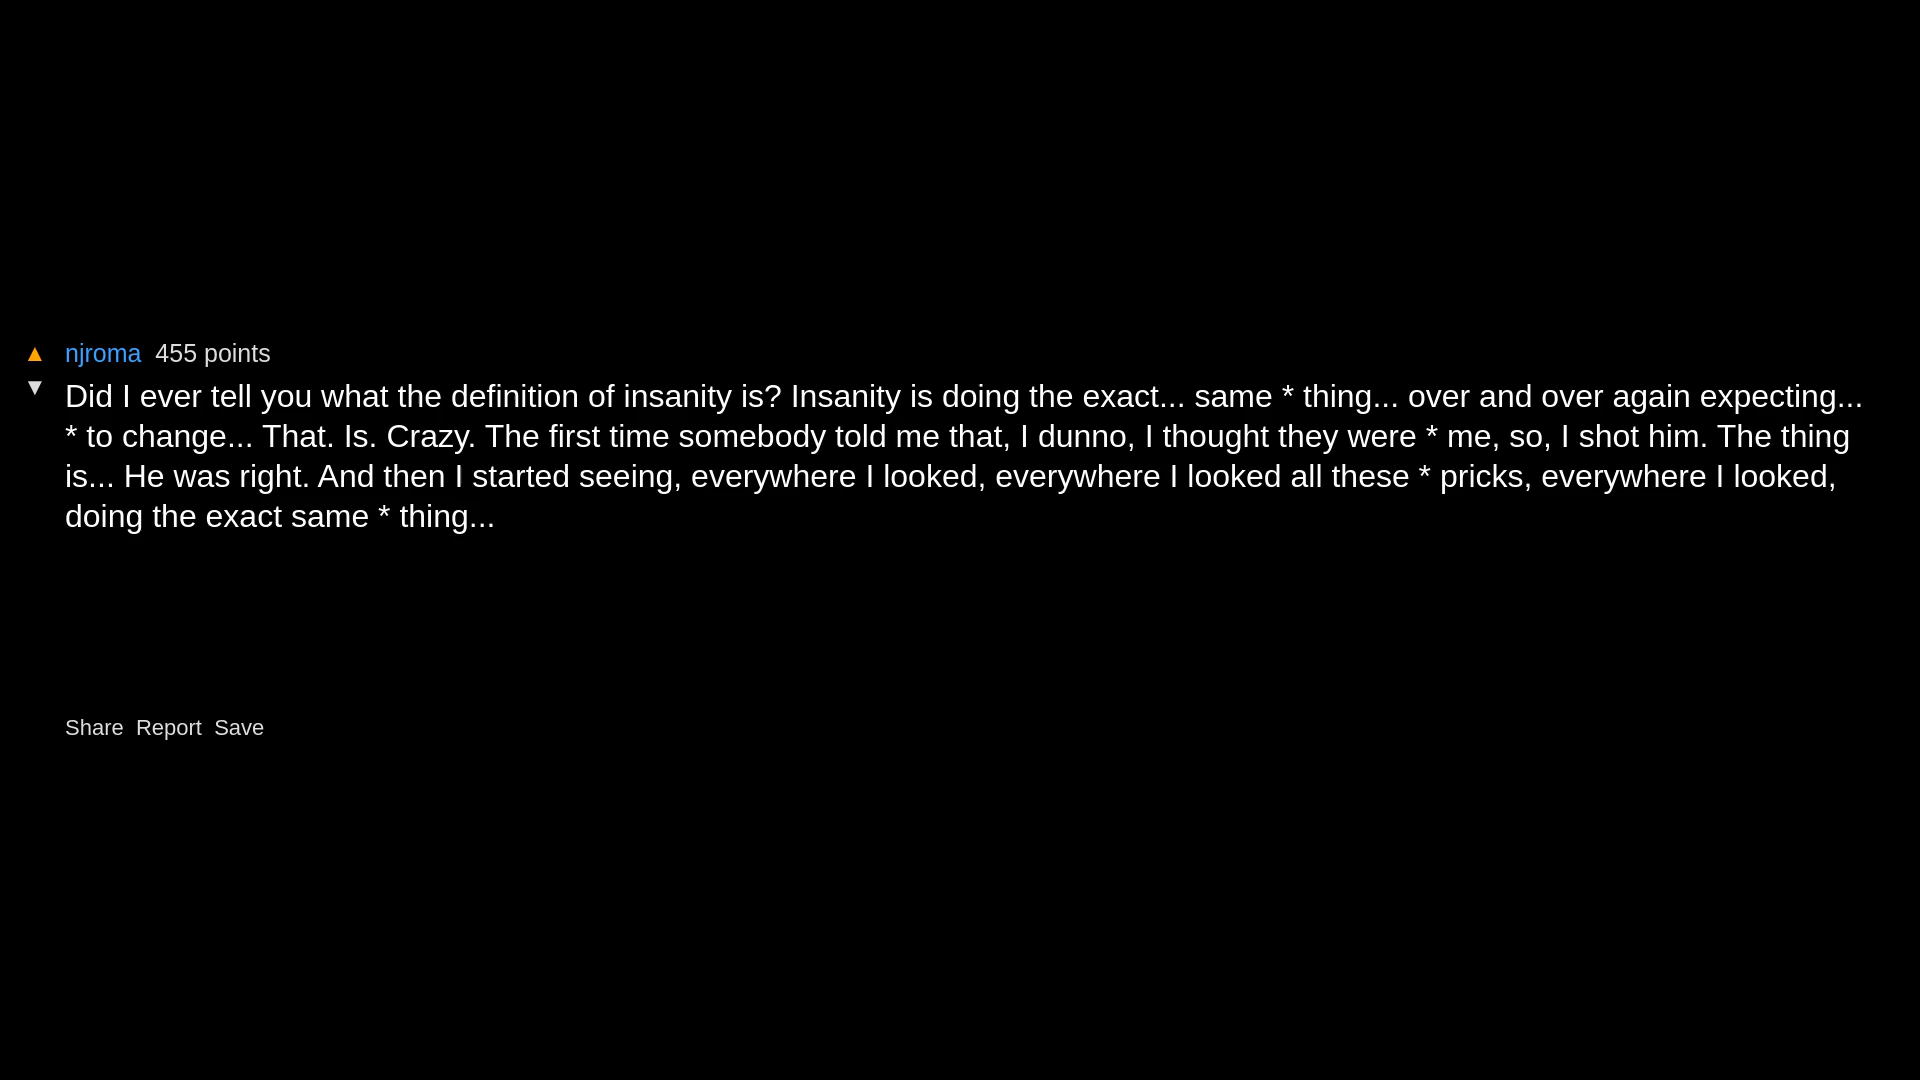 ▲ njroma 455 points
▼ Did I ever tell you what the definition of insanity is? Insanity is doing the exact... same * thing... over and over again expecting...
* to change... That. Is. Crazy. The first time somebody told me that, I dunno, I thought they were * me, so, I shot him. The thing
is... He was right. And then I started seeing, everywhere I looked, everywhere I looked all these * pricks, everywhere I looked,
doing the exact same * thing...
Share Report Save